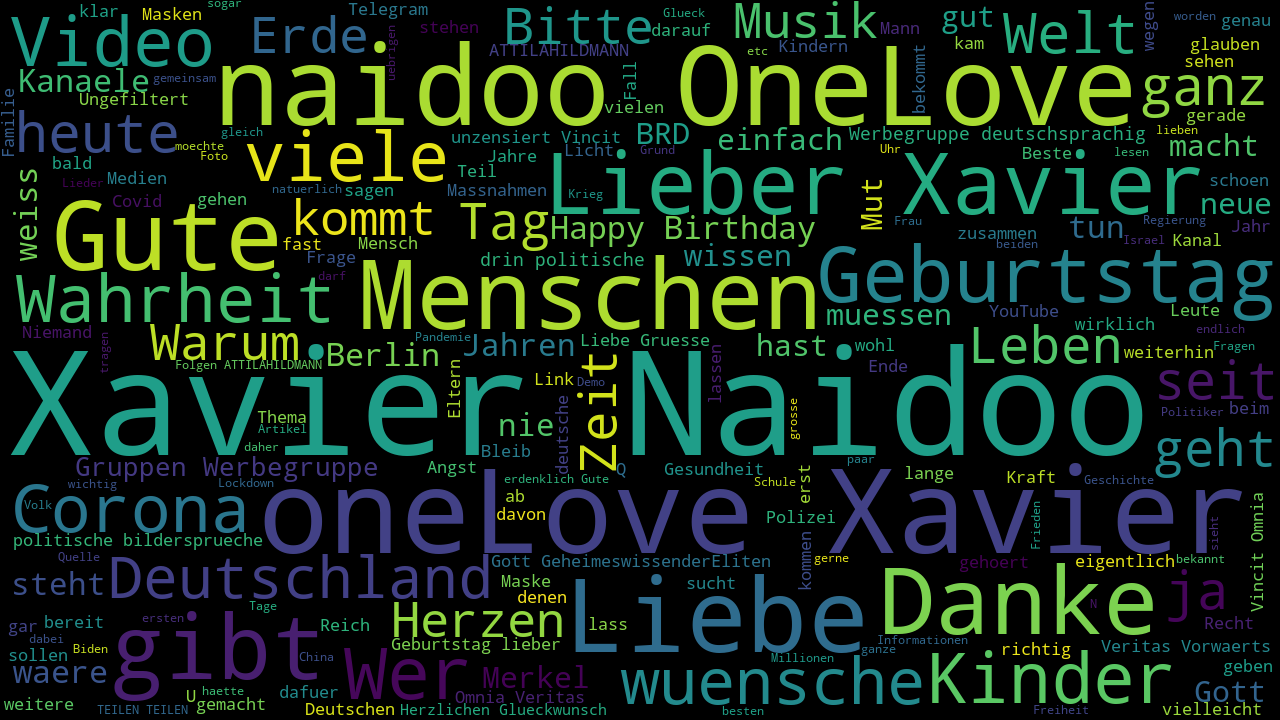 klar
sogar
Masken
Video
Erde
Telegram
stehen
uebrigen
Bitte
ATTILAHILDMANN
Glueck
darauf
Musik
Mann
etc
Kindern
kam
gut
Welt
worden
genau
wegen
glauben
sehen
Kanaele
gemeinsam
Ungefiltert
naidoo
OneLove
Fall
vielen
bekommt
ganz
gerade
Familie
heute
gleich
moechte
Foto
viele
unzensiert Vincit
BRD
einfach
Werbegruppe deutschsprachig
lieben
macht
bald
Medien
Jahre
Licht
Grund
Uhr
Beste
lesen
Lieder
Covid
natuerlich
sagen
Teil
Massnahmen
Krieg
Lieber
Xavier
schoen
weiss
gehen
Gute
kommt
Tag
Happy Birthday
Mut
Frau
tun
Regierung
neue
Jahr
fast
Mensch
Frage
zusammen
beiden
Israel
Kanal
darf
drin politische
wissen
Geburtstag
Wahrheit
Menschen
muessen
YouTube
Leute
Niemand
tragen
Warum
Pandemie
Jahren
Liebe Gruesse
hast
wohl
Leben
wirklich
endlich
weiterhin
Fragen
Folgen ATTILAHILDMANN
Berlin
Eltern
Link
Demo
Zeit
lassen
Ende
seit
Xavier Naidoo
Thema
Artikel
daher
nie
deutsche
grosse
Politiker
beim
Bleib
Gruppen Werbegruppe
Angst
Q
Gesundheit
paar
geht
wichtig
Lockdown
erdenklich Gute
Schule
erst
lange
Kraft
Geschichte
Corona
Volk
oneLove
ab
davon
Polizei
Xavier
Frieden
sieht
Vincit Omnia
politische bildersprueche
Quelle
Gott GeheimeswissenderEliten
kommen
gerne
gehoert
eigentlich
bekannt
steht
Deutschland
Maske
denen
sucht
Liebe
Danke
N
ja
Tage
gar
bereit
ersten
Reich
Herzen
lass
Recht
dabei
sollen
Biden
gibt
China
Geburtstag lieber
Informationen
ganze
richtig
Veritas Vorwaerts
waere
Wer
Merkel
Millionen
wuensche
Kinder
geben
Gott
weitere
U
haette
gemacht
dafuer
Omnia Veritas
TEILEN TEILEN
Deutschen
Herzlichen Glueckwunsch
besten
Freiheit
vielleicht